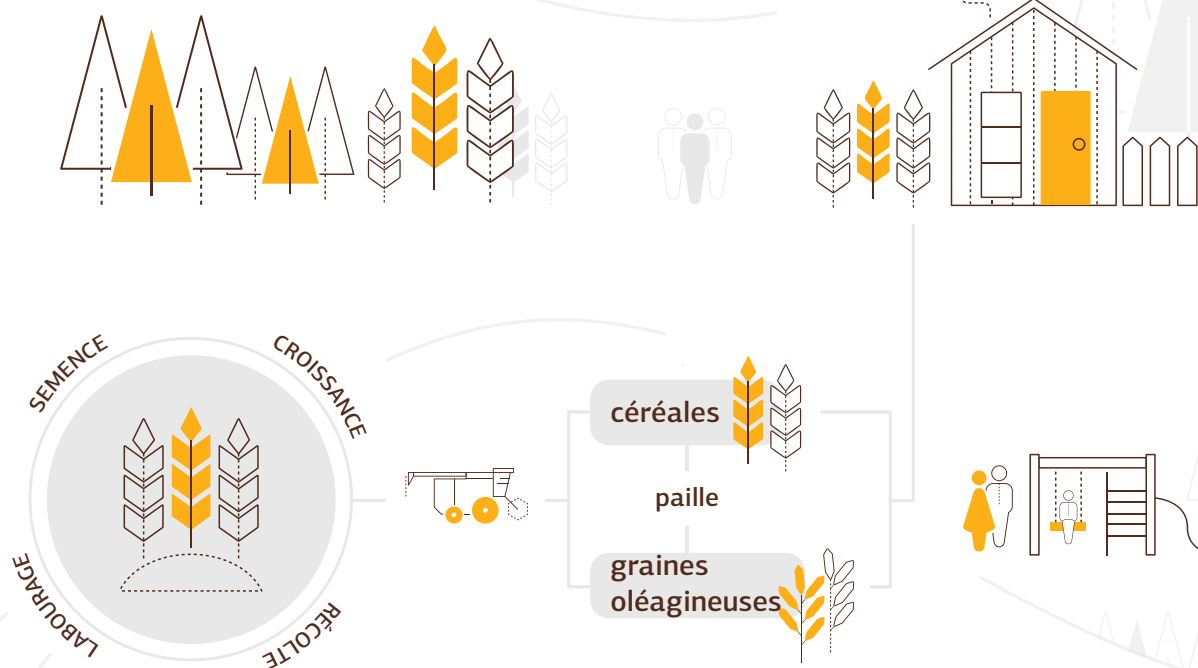 SEMENCE
CROISSANCE
LABOURAGE
RÉCOLTE
céréales
paille
graines
oléagineuses